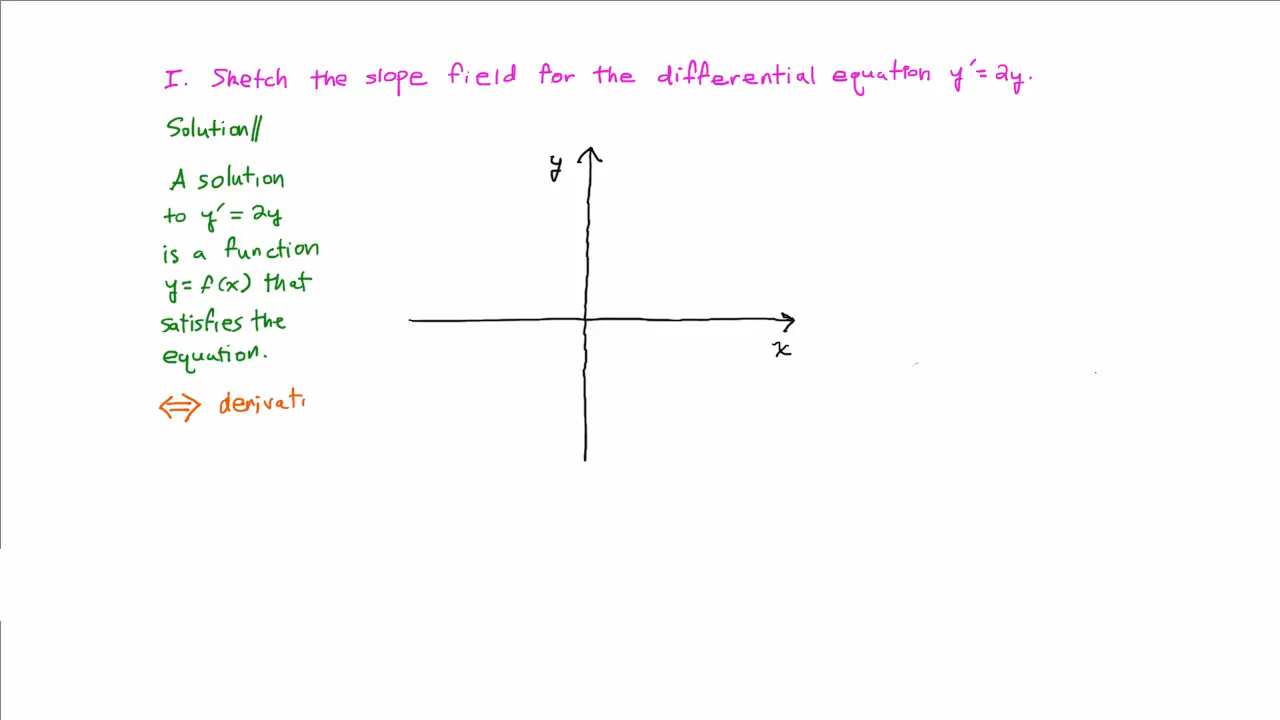 I. Sketch the slope field for the differential equation y′ = 2y.
Solution//
A solution
to y′ = 2y
is a function
y = f(x) that
satisfies the
equation.
⇔ derivati
y
x